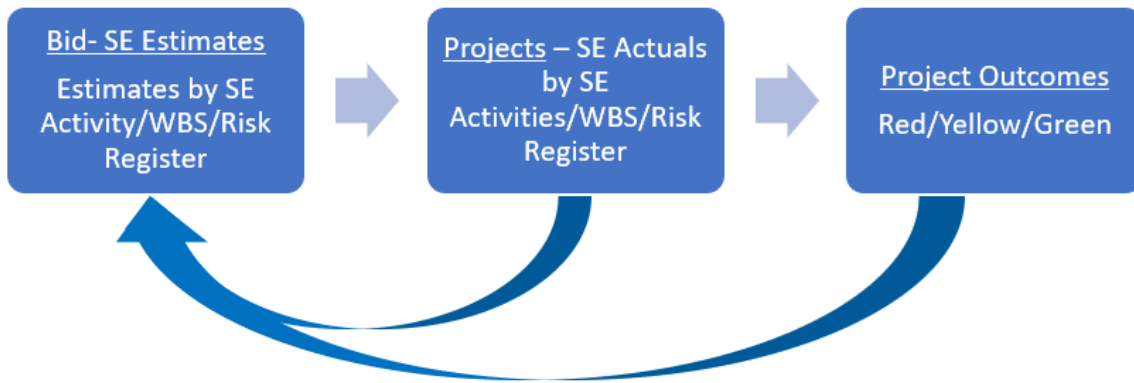 Bid- SE Estimates
Estimates by SE
Activity/WBS/Risk
Register
Projects – SE Actuals
by SE
Activities/WBS/Risk
Register
Project Outcomes
Red/Yellow/Green